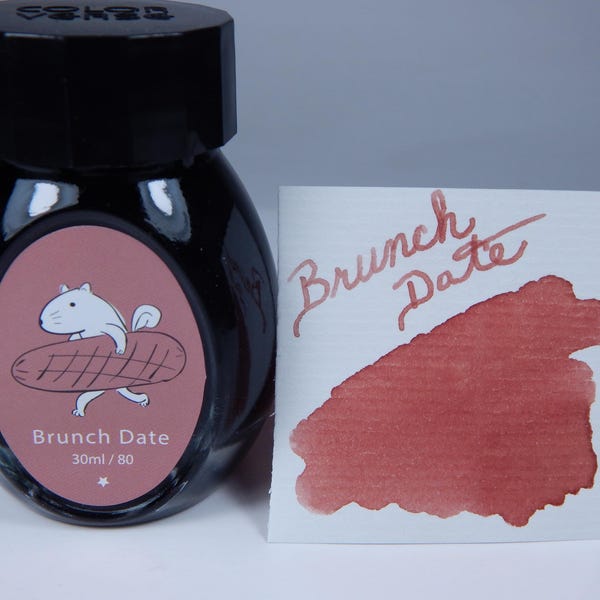 COLOR
VERSE
Brunch Date
30ml / 80
Brunch
Date